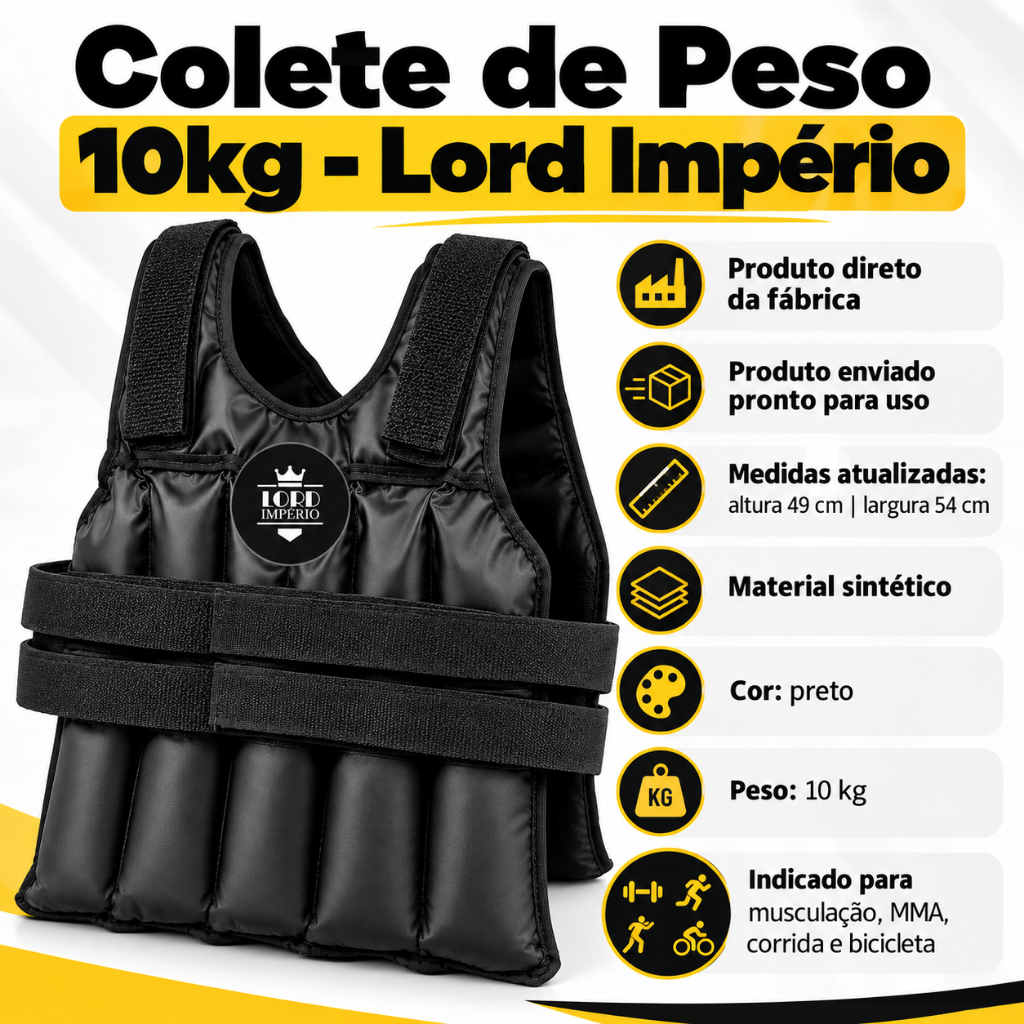 Colete de Peso
10kg - Lord Império
LORD
IMPÉRIO
Produto direto
da fábrica
Produto enviado
pronto para uso
Medidas atualizadas:
altura 49 cm | largura 54 cm
Material sintético
Cor: preto
KG
Peso: 10 kg
Indicado para
musculação, MMA,
corrida e bicicleta